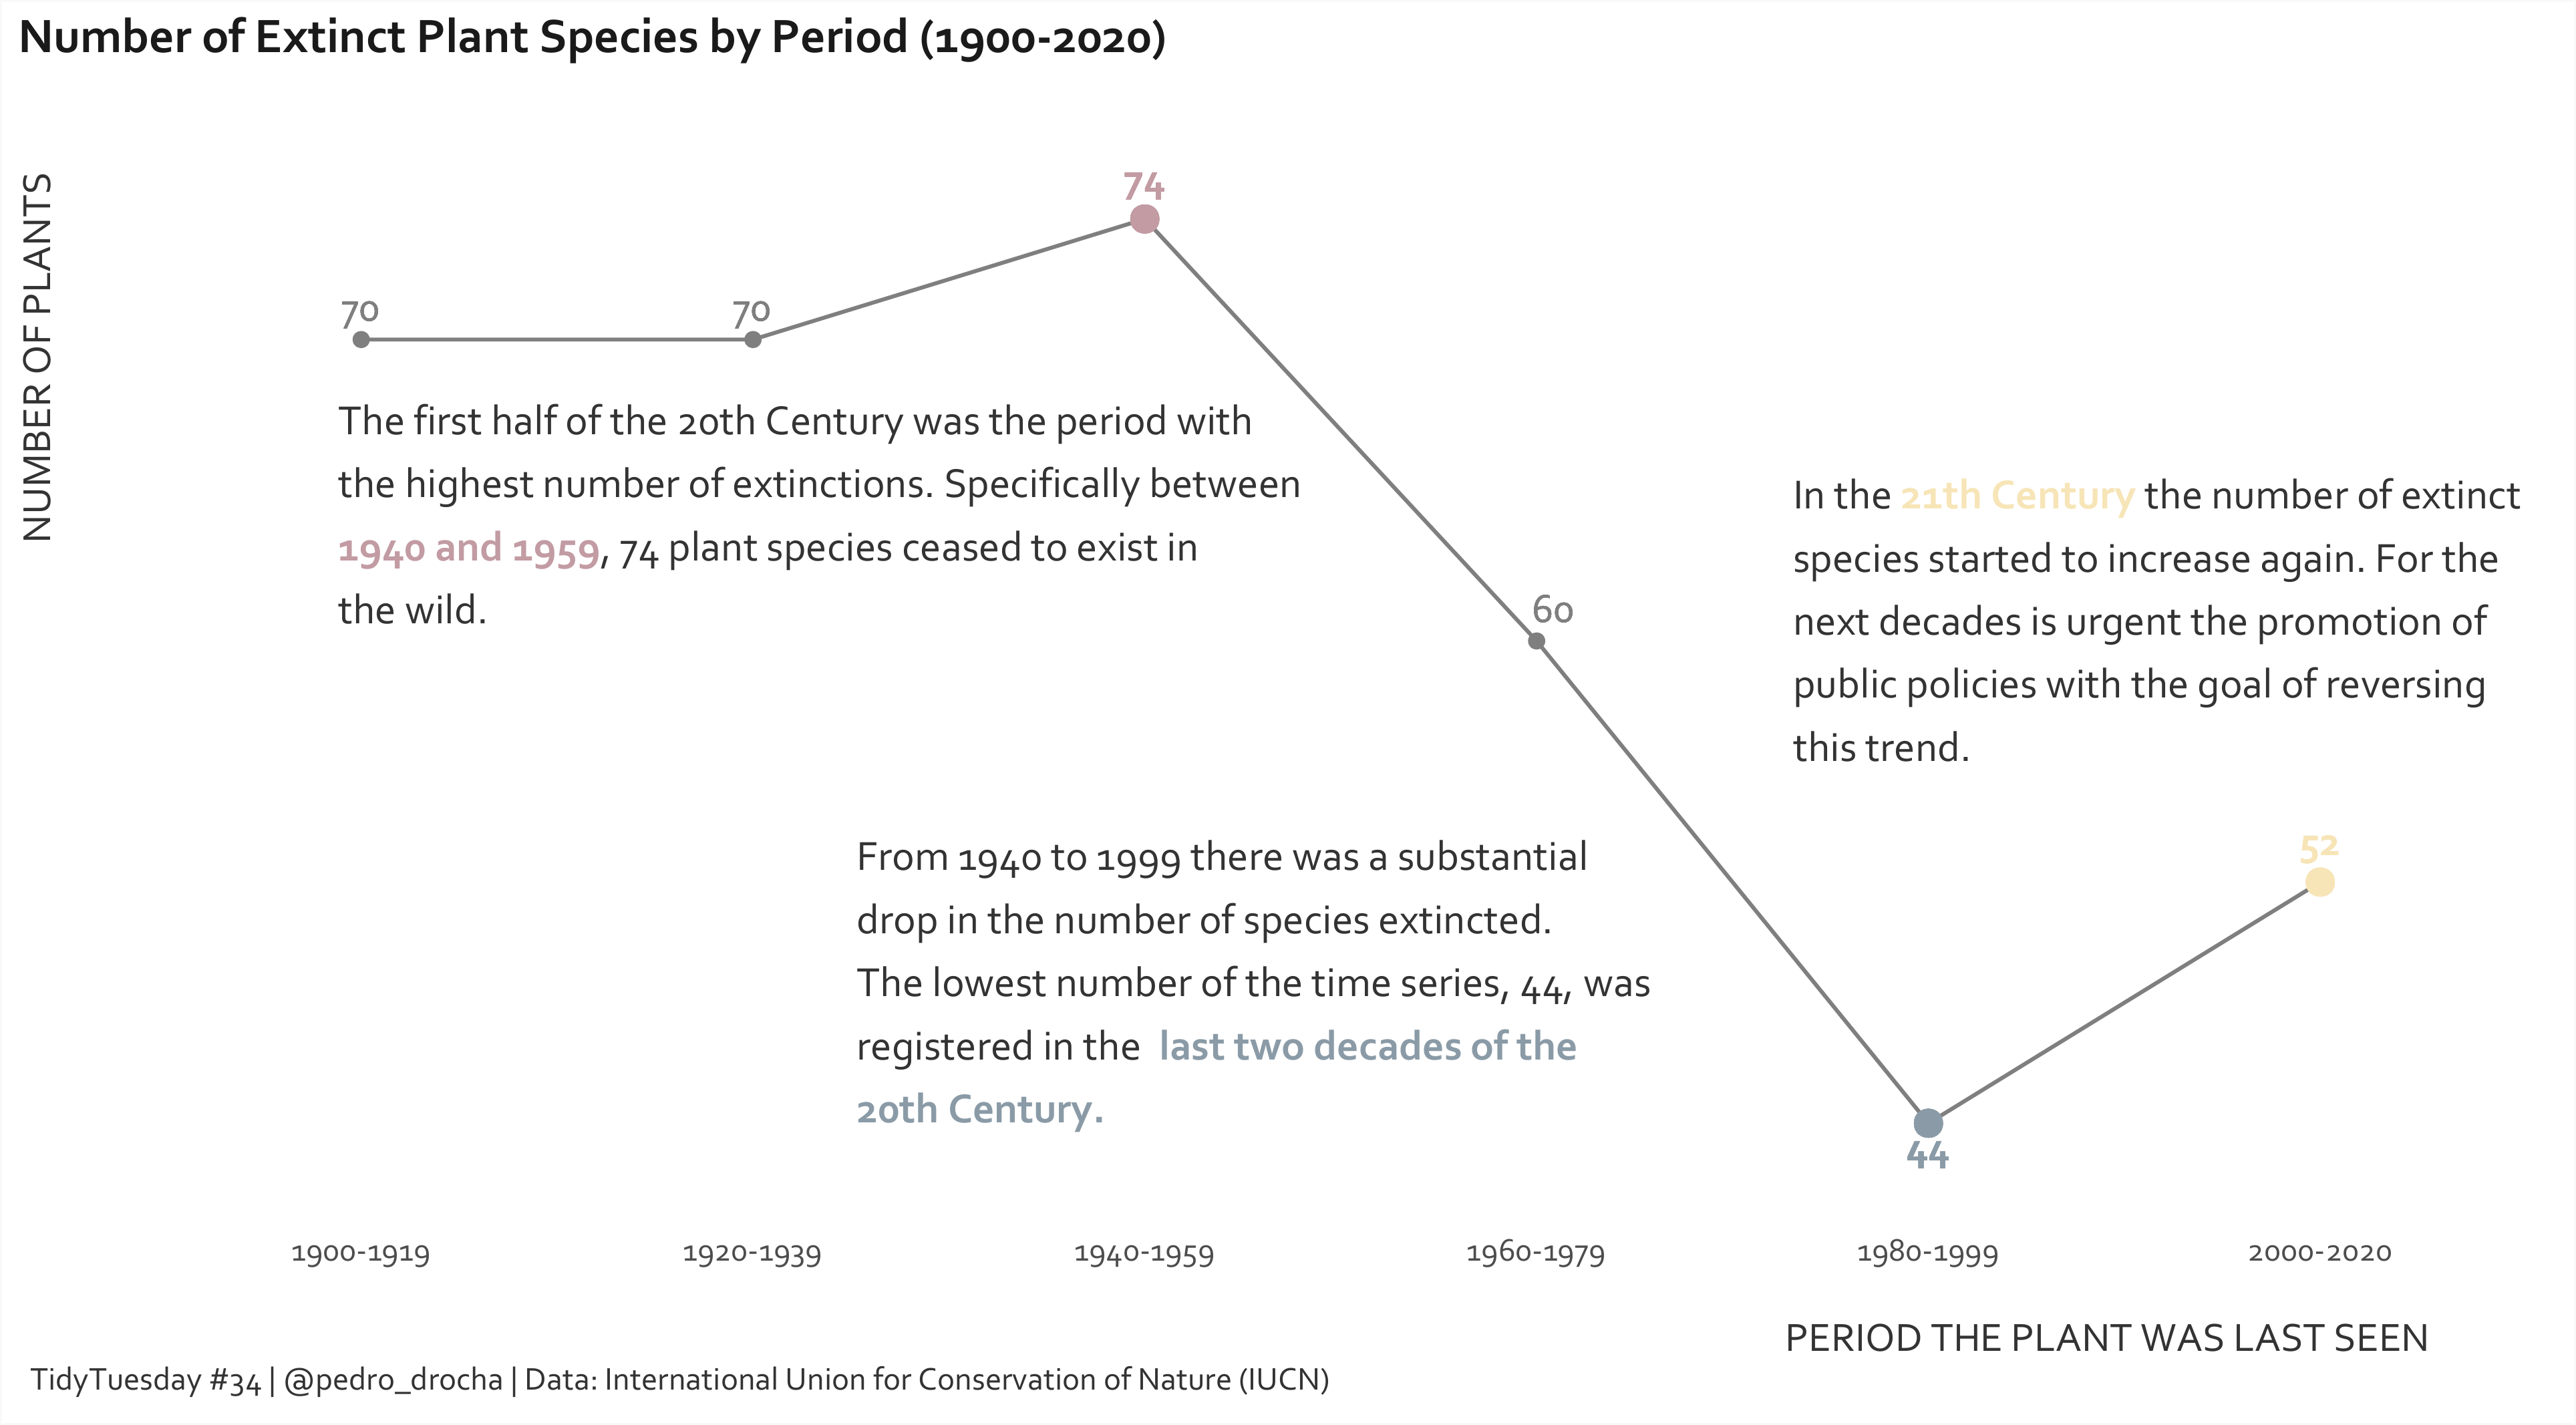 Number of Extinct Plant Species by Period (1900-2020)
NUMBER OF PLANTS
74
70
70
The first half of the 20th Century was the period with
the highest number of extinctions. Specifically between
1940 and 1959, 74 plant species ceased to exist in
the wild.
60
In the 21th Century the number of extinct
species started to increase again. For the
next decades is urgent the promotion of
public policies with the goal of reversing
this trend.
From 1940 to 1999 there was a substantial
drop in the number of species extincted.
The lowest number of the time series, 44, was
registered in the last two decades of the
20th Century.
52
44
1900-1919
1920-1939
1940-1959
1960-1979
1980-1999
2000-2020
PERIOD THE PLANT WAS LAST SEEN
TidyTuesday #34 | @pedro_drocha | Data: International Union for Conservation of Nature (IUCN)